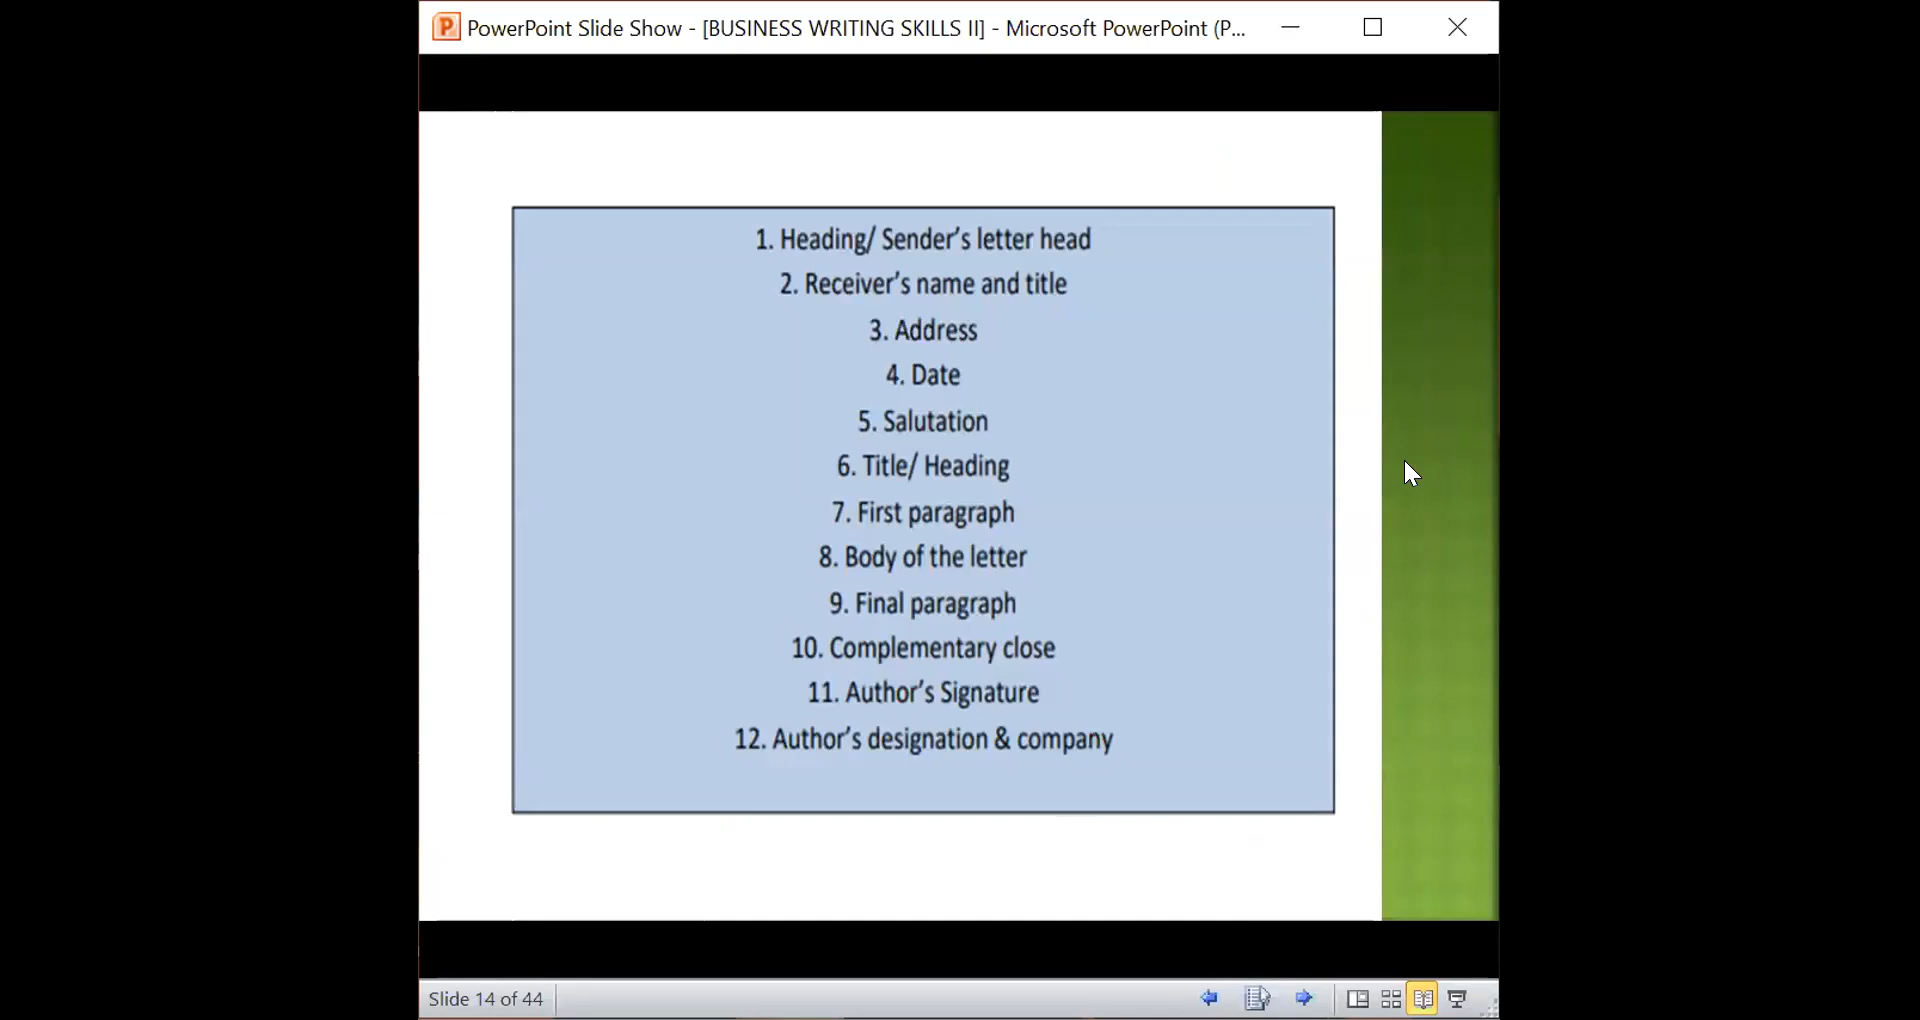 PowerPoint Slide Show - [BUSINESS WRITING SKILLS II] - Microsoft PowerPoint (P...
1. Heading/ Sender's letter head
2. Receiver's name and title
3. Address
4. Date
5. Salutation
6. Title/ Heading
7. First paragraph
8. Body of the letter
9. Final paragraph
10. Complementary close
11. Author's Signature
12. Author's designation & company
Slide 14 of 44